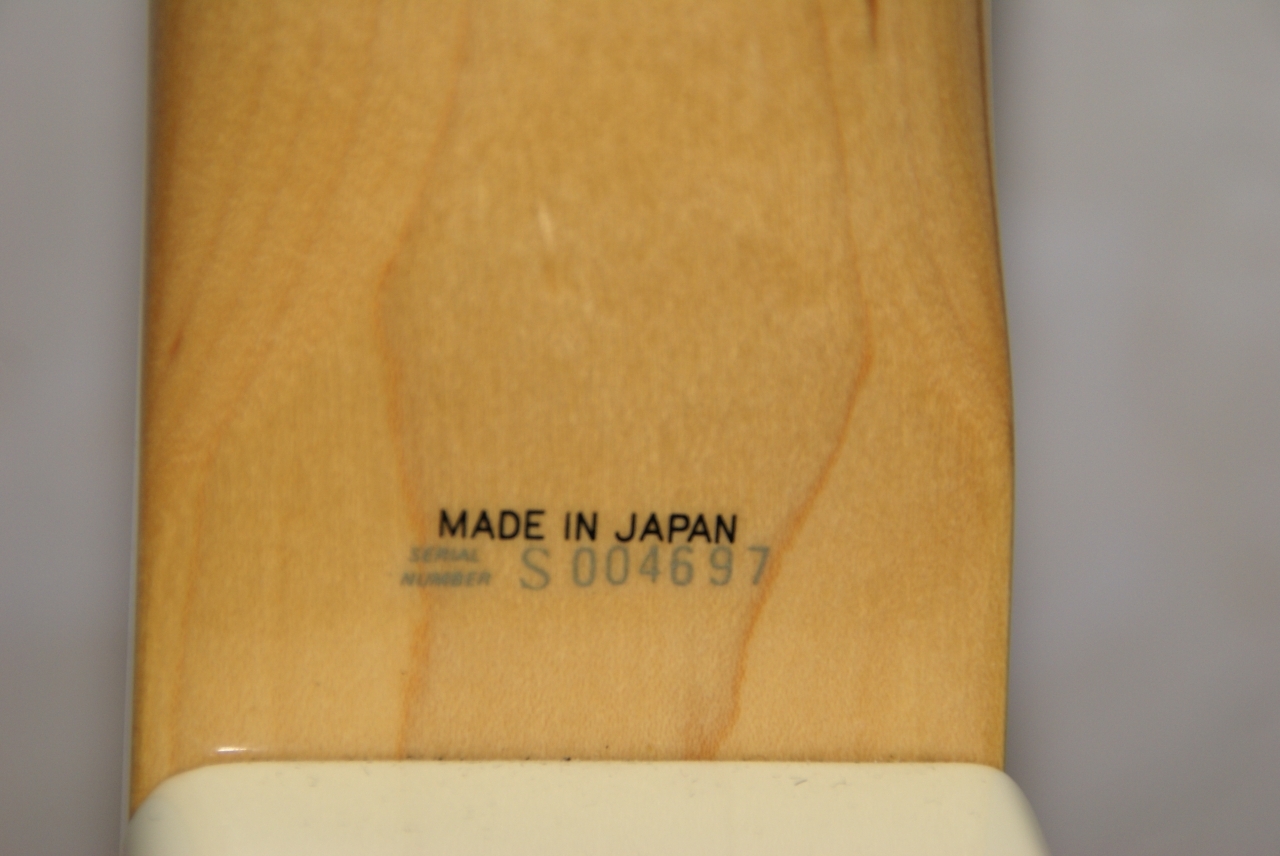 MADE IN JAPAN
SERIAL
NUMBER S 004697